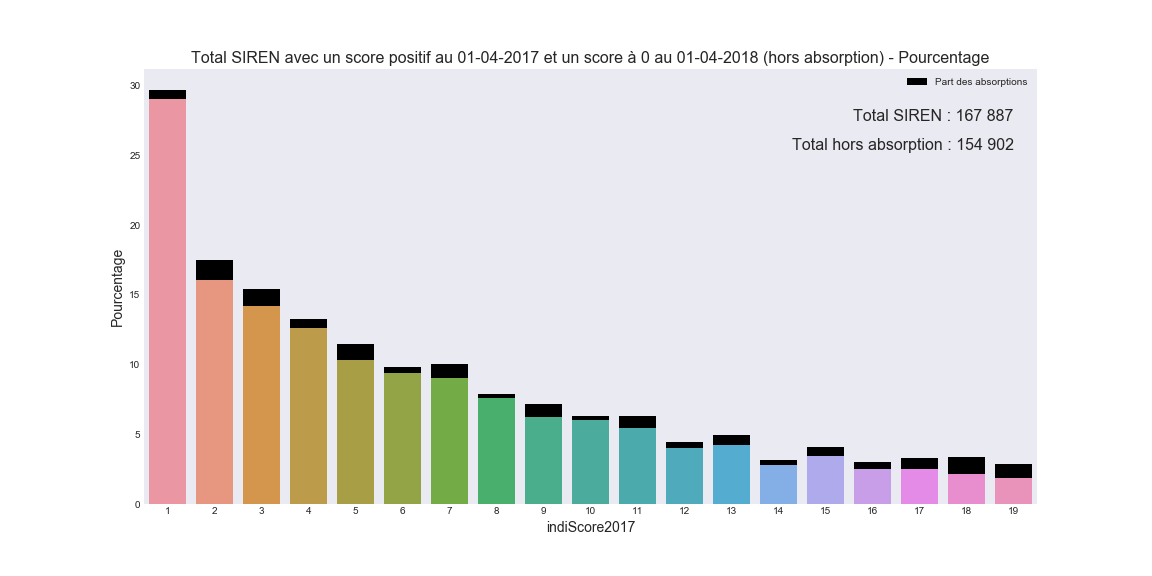 Total SIREN avec un score positif au 01-04-2017 et un score à 0 au 01-04-2018 (hors absorption) - Pourcentage
Part des absorptions
Total SIREN : 167 887
Total hors absorption : 154 902
Pourcentage
30
25
20
15
10
5
0
1 2 3 4 5 6 7 8 9 10 11 12 13 14 15 16 17 18 19
indiScore2017